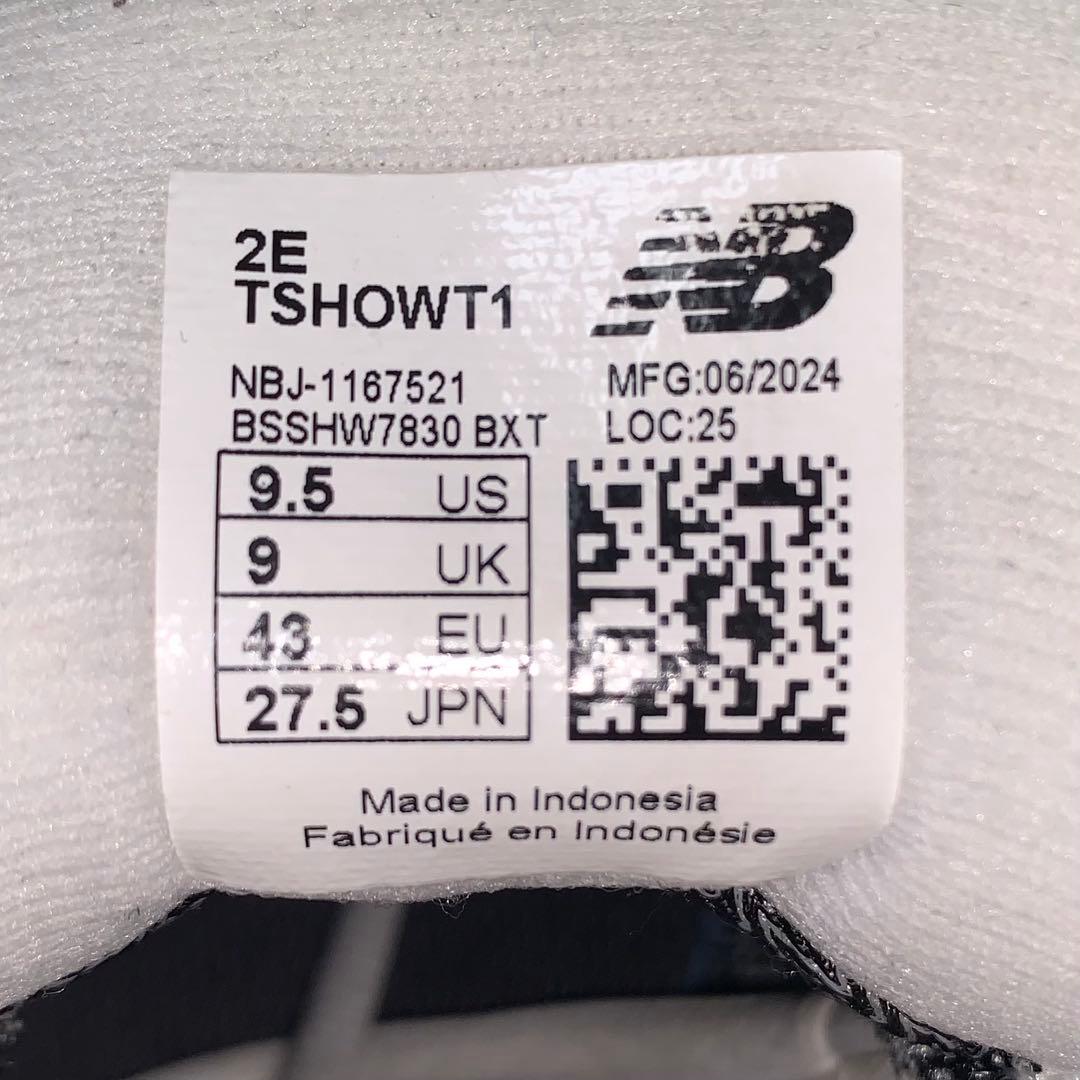 2E
TSHOWT1
NB
NBJ-1167521
BSSHW7830 BXT
MFG:06/2024
LOC:25
9.5 US
9 UK
43 EU
27.5 JPN
Made in Indonesia
Fabriqué en Indonésie